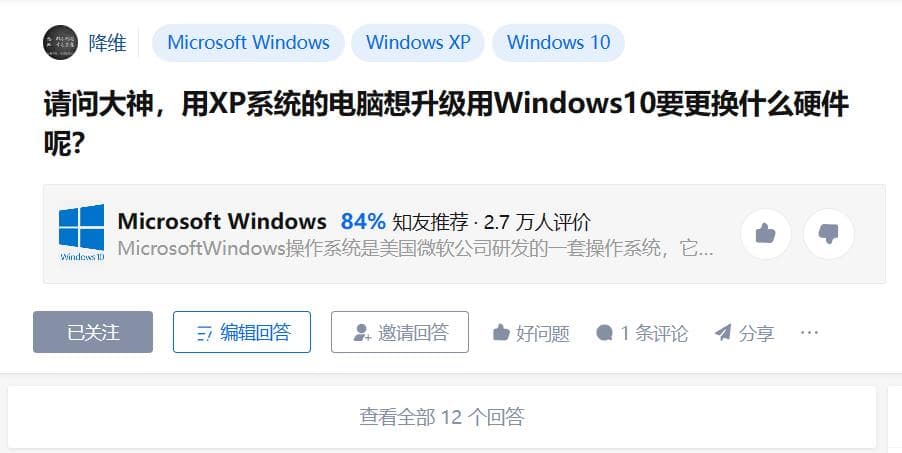 降维
Microsoft Windows
Windows XP
Windows 10
请问大神，用XP系统的电脑想升级用Windows10要更换什么硬件
呢？
Microsoft Windows 84% 知友推荐 · 2.7 万人评价
MicrosoftWindows操作系统是美国微软公司研发的一套操作系统，它...
Windows10
已关注
编辑回答
邀请回答
好问题
1 条评论
分享
···
查看全部 12 个回答